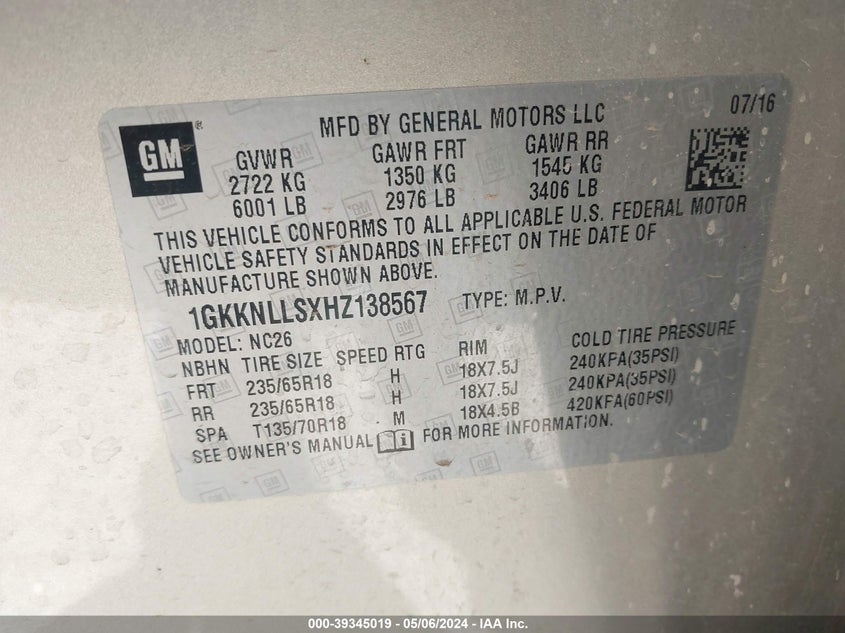 GM ®
MFD BY GENERAL MOTORS LLC 07/16
GVWR GAWR FRT GAWR RR
2722 KG 1350 KG 1545 KG
6001 LB 2976 LB 3406 LB
THIS VEHICLE CONFORMS TO ALL APPLICABLE U.S. FEDERAL MOTOR
VEHICLE SAFETY STANDARDS IN EFFECT ON THE DATE OF
MANUFACTURE SHOWN ABOVE.
1GKKNLLSXHZ138567 TYPE: M.P.V.
MODEL: NC26
NBHN TIRE SIZE SPEED RTG RIM COLD TIRE PRESSURE
FRT 235/65R18 H 18X7.5J 240KPA(35PSI)
RR 235/65R18 H 18X7.5J 240KPA(35PSI)
SPA T135/70R18 M 18X4.5B 420KPA(60PSI)
SEE OWNER'S MANUAL FOR MORE INFORMATION.
000-39345019 - 05/06/2024 - IAA Inc.